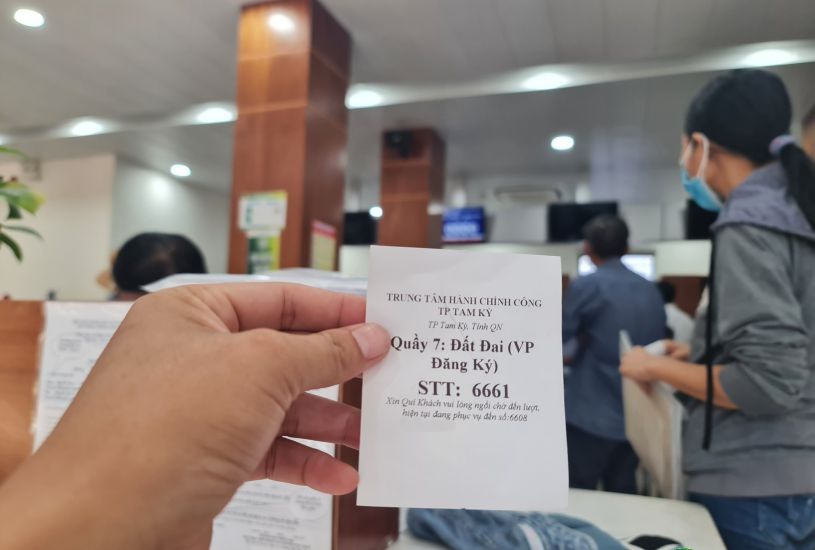 TRUNG TÂM HÀNH CHÍNH CÔNG
TP TAM KỲ
TP Tam Kỳ, Tỉnh QN
Quầy 7: Đất Đai (VP
Đăng Ký)
STT: 6661
Xin Quí Khách vui lòng ngồi chờ đến lượt,
hiện tại đang phục vụ đến số:6608